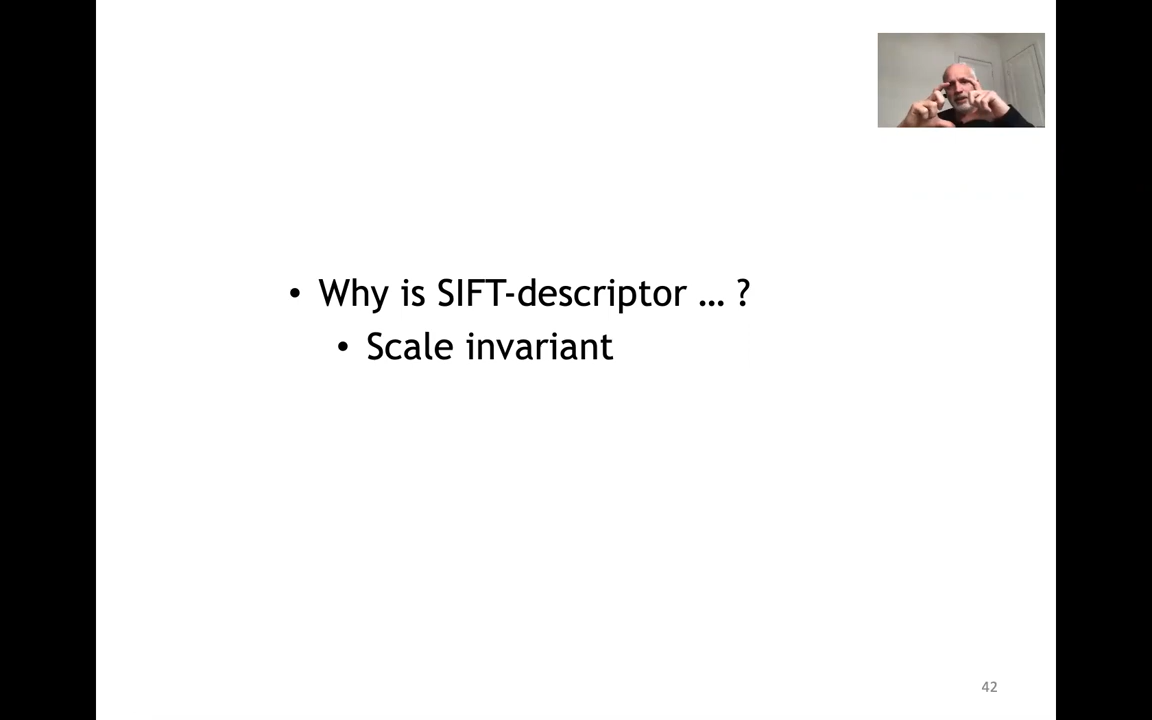 • Why is SIFT-descriptor … ?
• Scale invariant
42